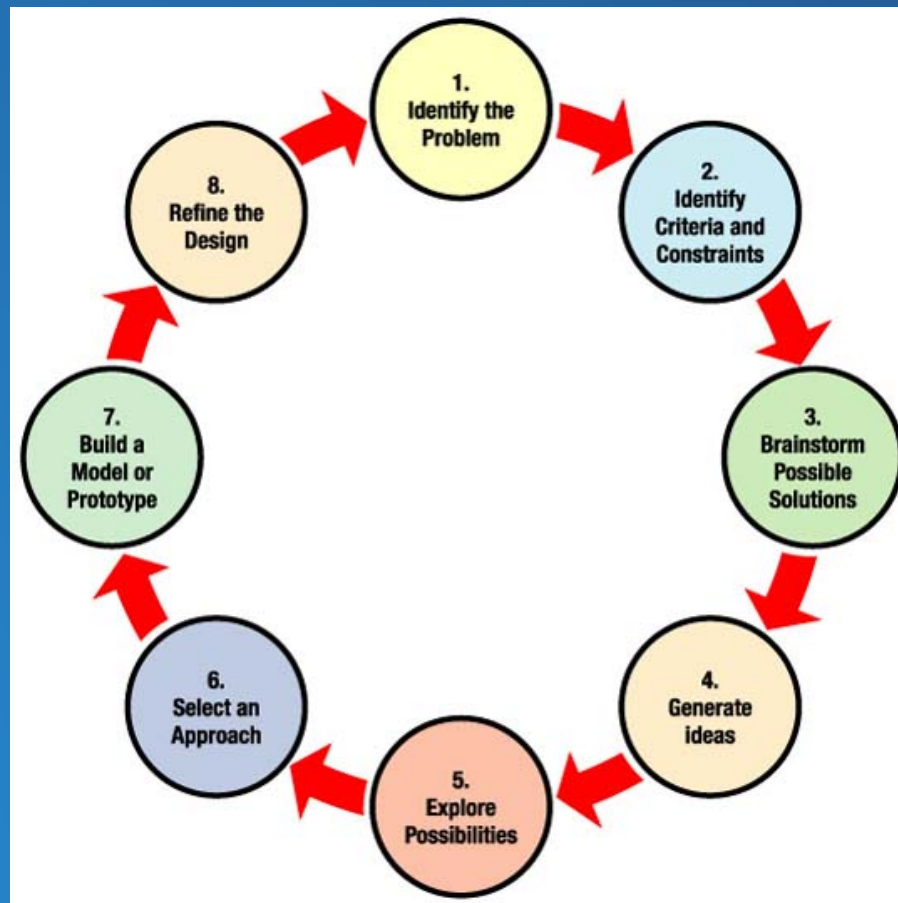 1.
Identify the
Problem
2.
Identify
Criteria and
Constraints
3.
Brainstorm
Possible
Solutions
4.
Generate
ideas
5.
Explore
Possibilities
6.
Select an
Approach
7.
Build a
Model or
Prototype
8.
Refine the
Design